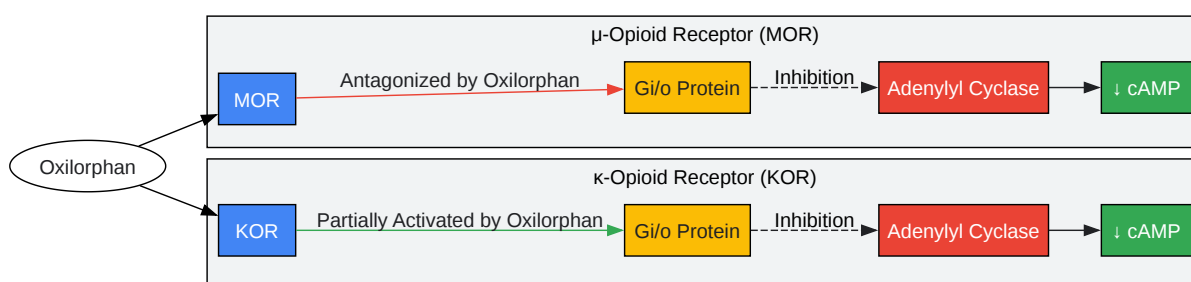 μ-Opioid Receptor (MOR)
MOR
Antagonized by Oxilorphan
Gi/o Protein
Inhibition
Adenylyl Cyclase
↓ cAMP
Oxilorphan
κ-Opioid Receptor (KOR)
KOR
Partially Activated by Oxilorphan
Gi/o Protein
Inhibition
Adenylyl Cyclase
↓ cAMP